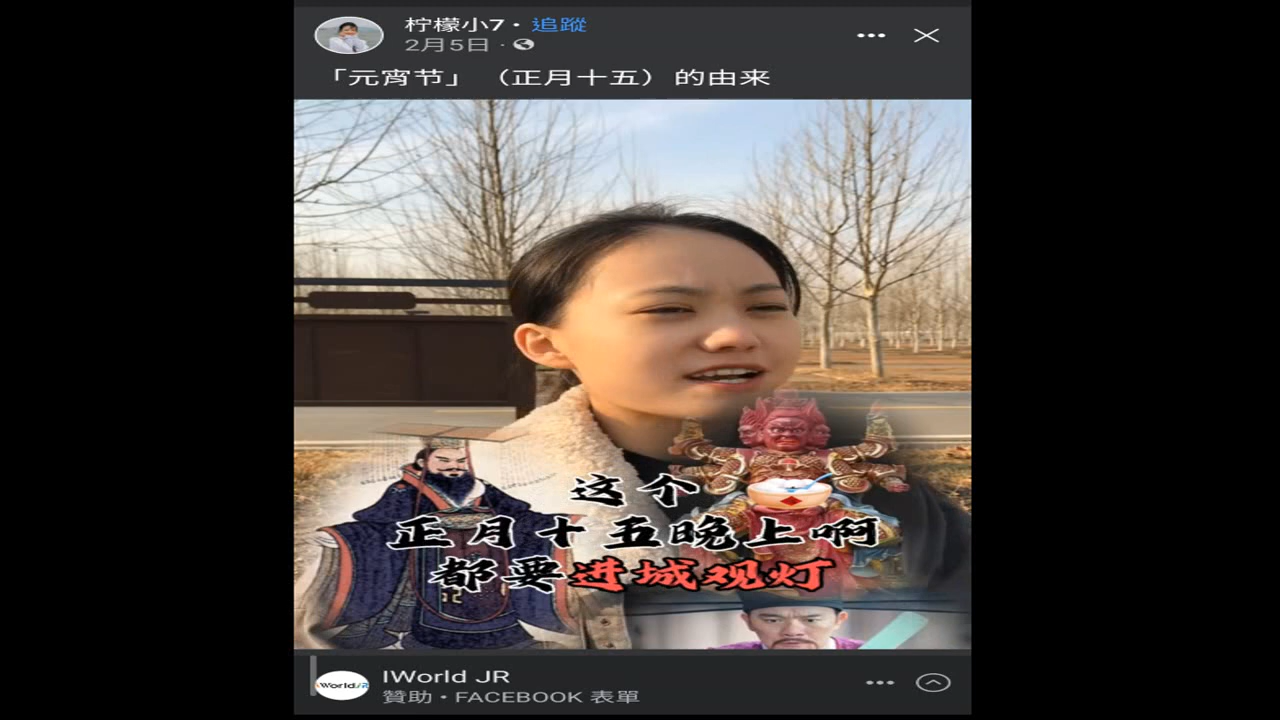 柠檬小7 · 追蹤
2月5日 ·
「元宵节」（正月十五）的由来
这个
正月十五晚上啊
都要进城观灯
IWorld JR
iWorldJR
贊助 · FACEBOOK 表單